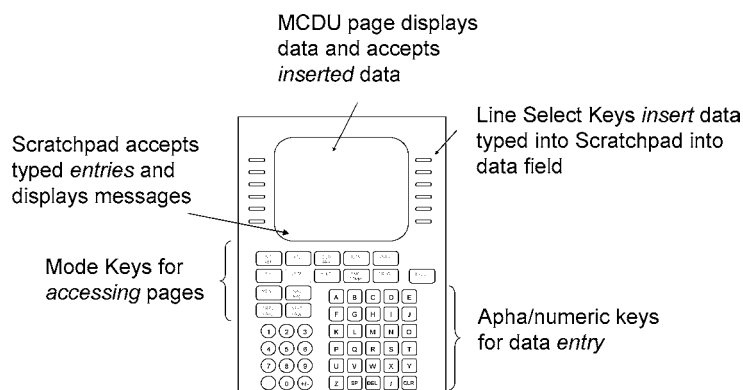 MCDU page displays
data and accepts
inserted data
Line Select Keys insert data
typed into Scratchpad into
data field
Scratchpad accepts
typed entries and
displays messages
Mode Keys for
accessing pages
Apha/numeric keys
for data entry
A B C D E
F G H I J
1 2 3 K L M N O
4 5 6 P Q R S T
7 8 9 U V W X Y
0 +/- Z SP DEL / CLR